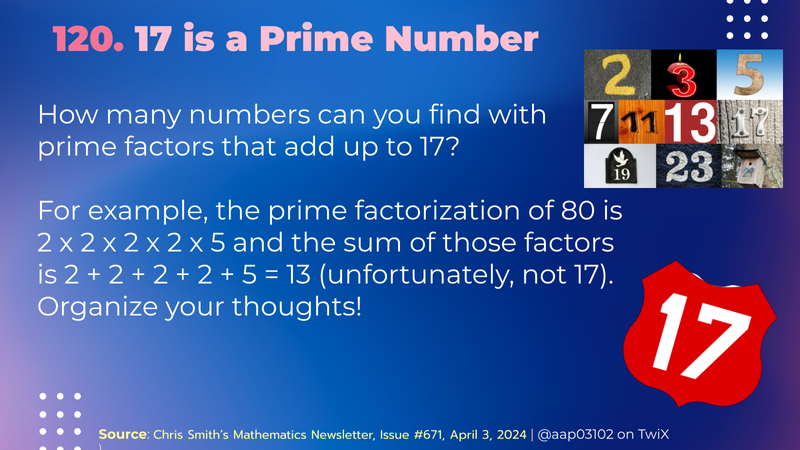 120. 17 is a Prime Number
2 3 5
7 11 13 17
19 23 29
How many numbers can you find with
prime factors that add up to 17?
For example, the prime factorization of 80 is
2 x 2 x 2 x 2 x 5 and the sum of those factors
is 2 + 2 + 2 + 2 + 5 = 13 (unfortunately, not 17).
Organize your thoughts!
17
Source: Chris Smith's Mathematics Newsletter, Issue #671, April 3, 2024 | @aap03102 on TwiX
\